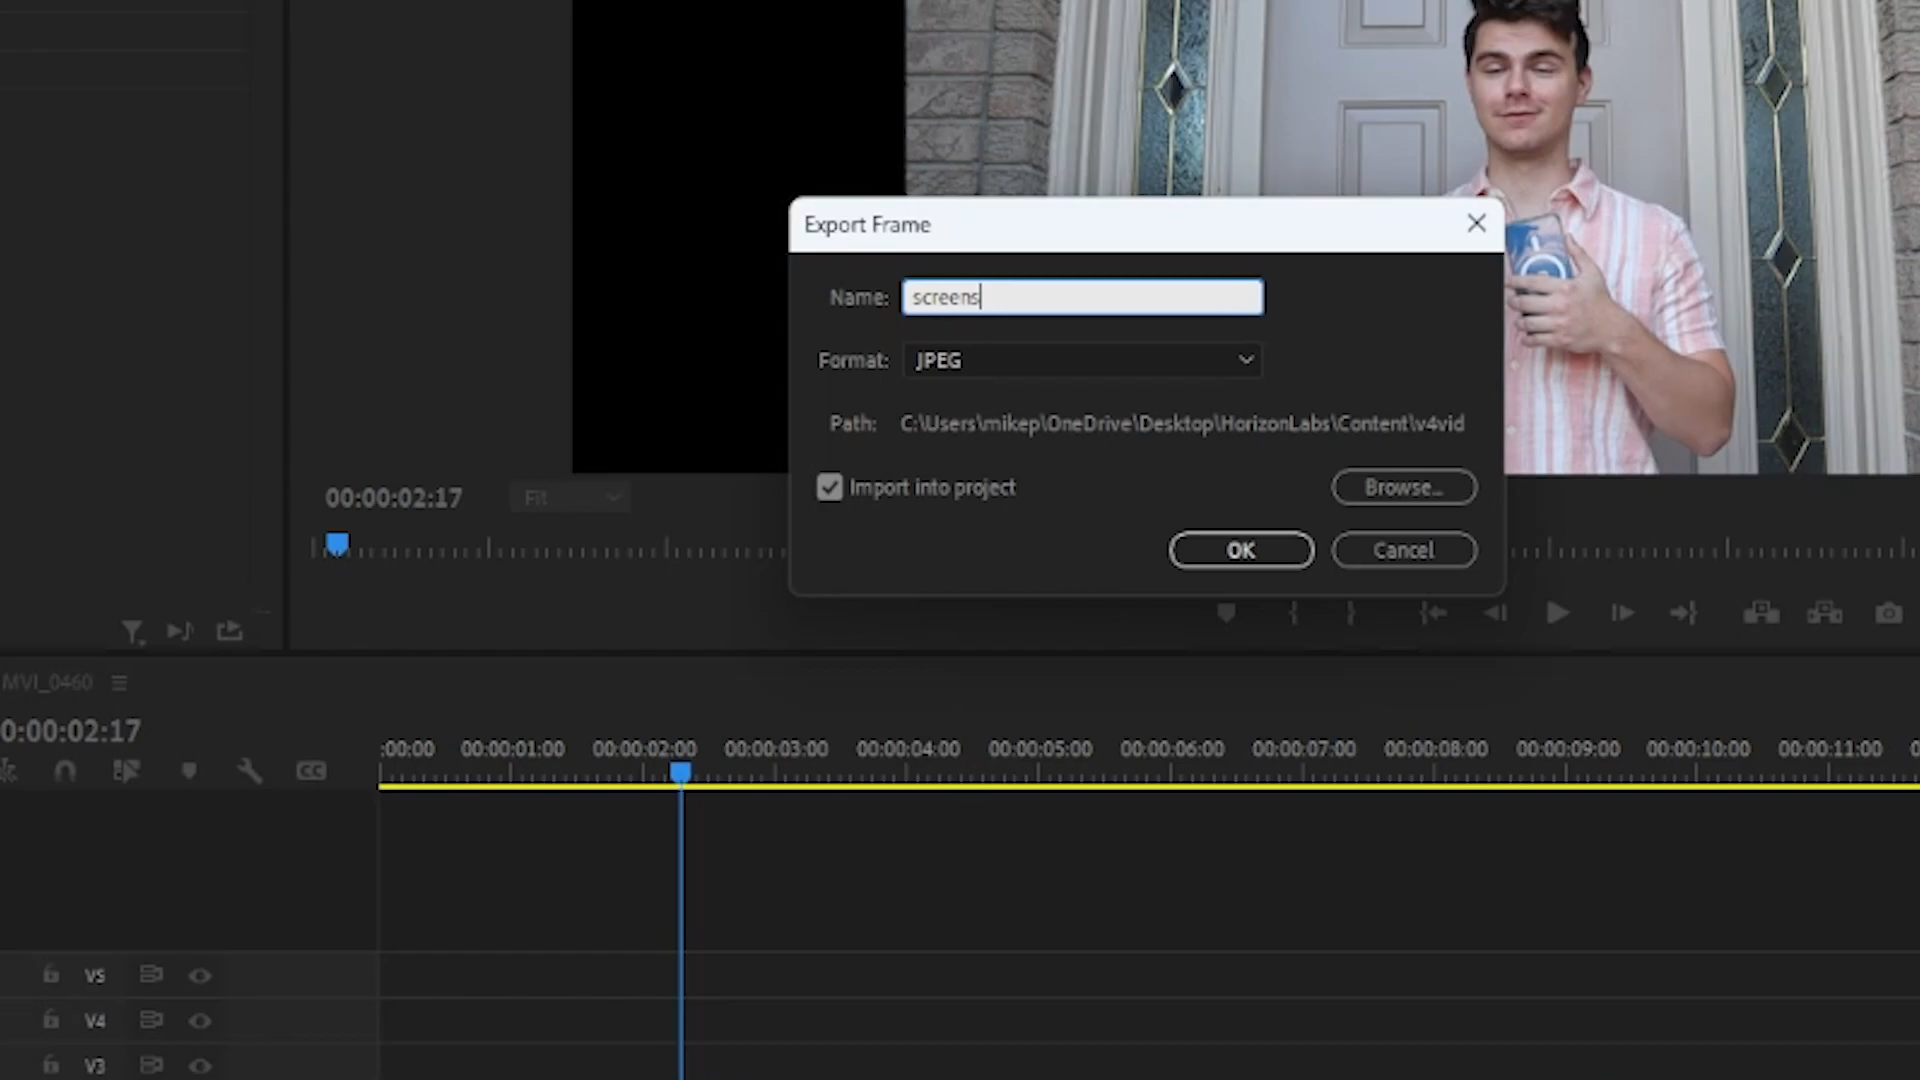 Export Frame
Name: screens
Format: JPEG
Path: C:\Users\mikep\OneDrive\Desktop\HorizonLabs\Content\v4vid
Import into project
Browse...
OK
Cancel
00:00:02:17
Fit
MVI_0460
0:00:02:17
:00:00 00:00:01:00 00:00:02:00 00:00:03:00 00:00:04:00 00:00:05:00 00:00:06:00 00:00:07:00 00:00:08:00 00:00:09:00 00:00:10:00 00:00:11:00 0
CC
V5
V4
V3